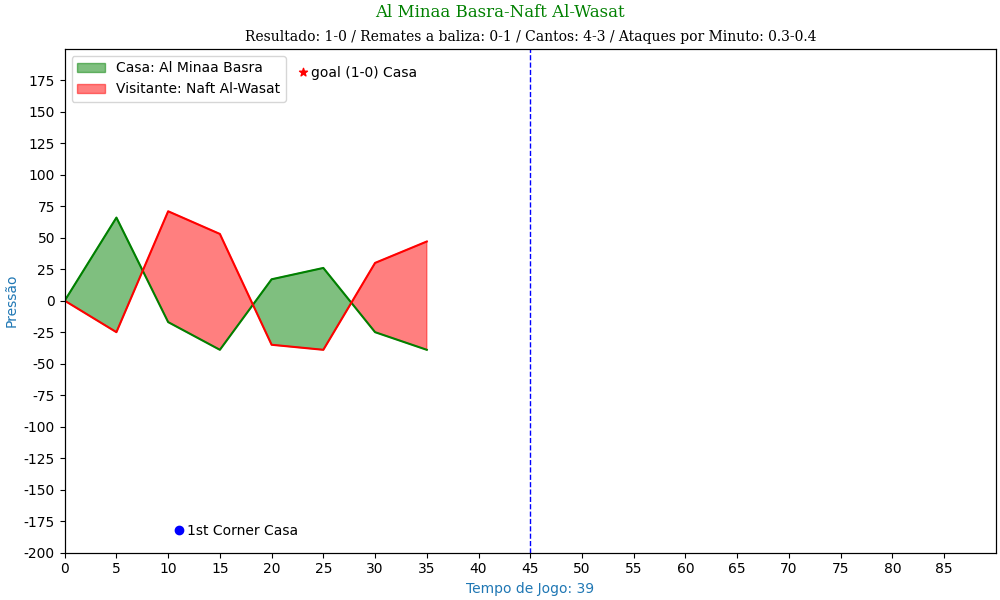 Al Minaa Basra-Naft Al-Wasat
Resultado: 1-0 / Remates a baliza: 0-1 / Cantos: 4-3 / Ataques por Minuto: 0.3-0.4
Casa: Al Minaa Basra
Visitante: Naft Al-Wasat
goal (1-0) Casa
1st Corner Casa
Pressão
175
150
125
100
75
50
25
0
-25
-50
-75
-100
-125
-150
-175
-200
0 5 10 15 20 25 30 35 40 45 50 55 60 65 70 75 80 85
Tempo de Jogo: 39